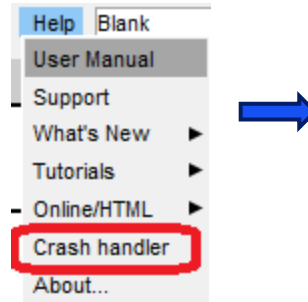 Help Blank
User Manual
Support
What's New
Tutorials
Online/HTML
Crash handler
About...